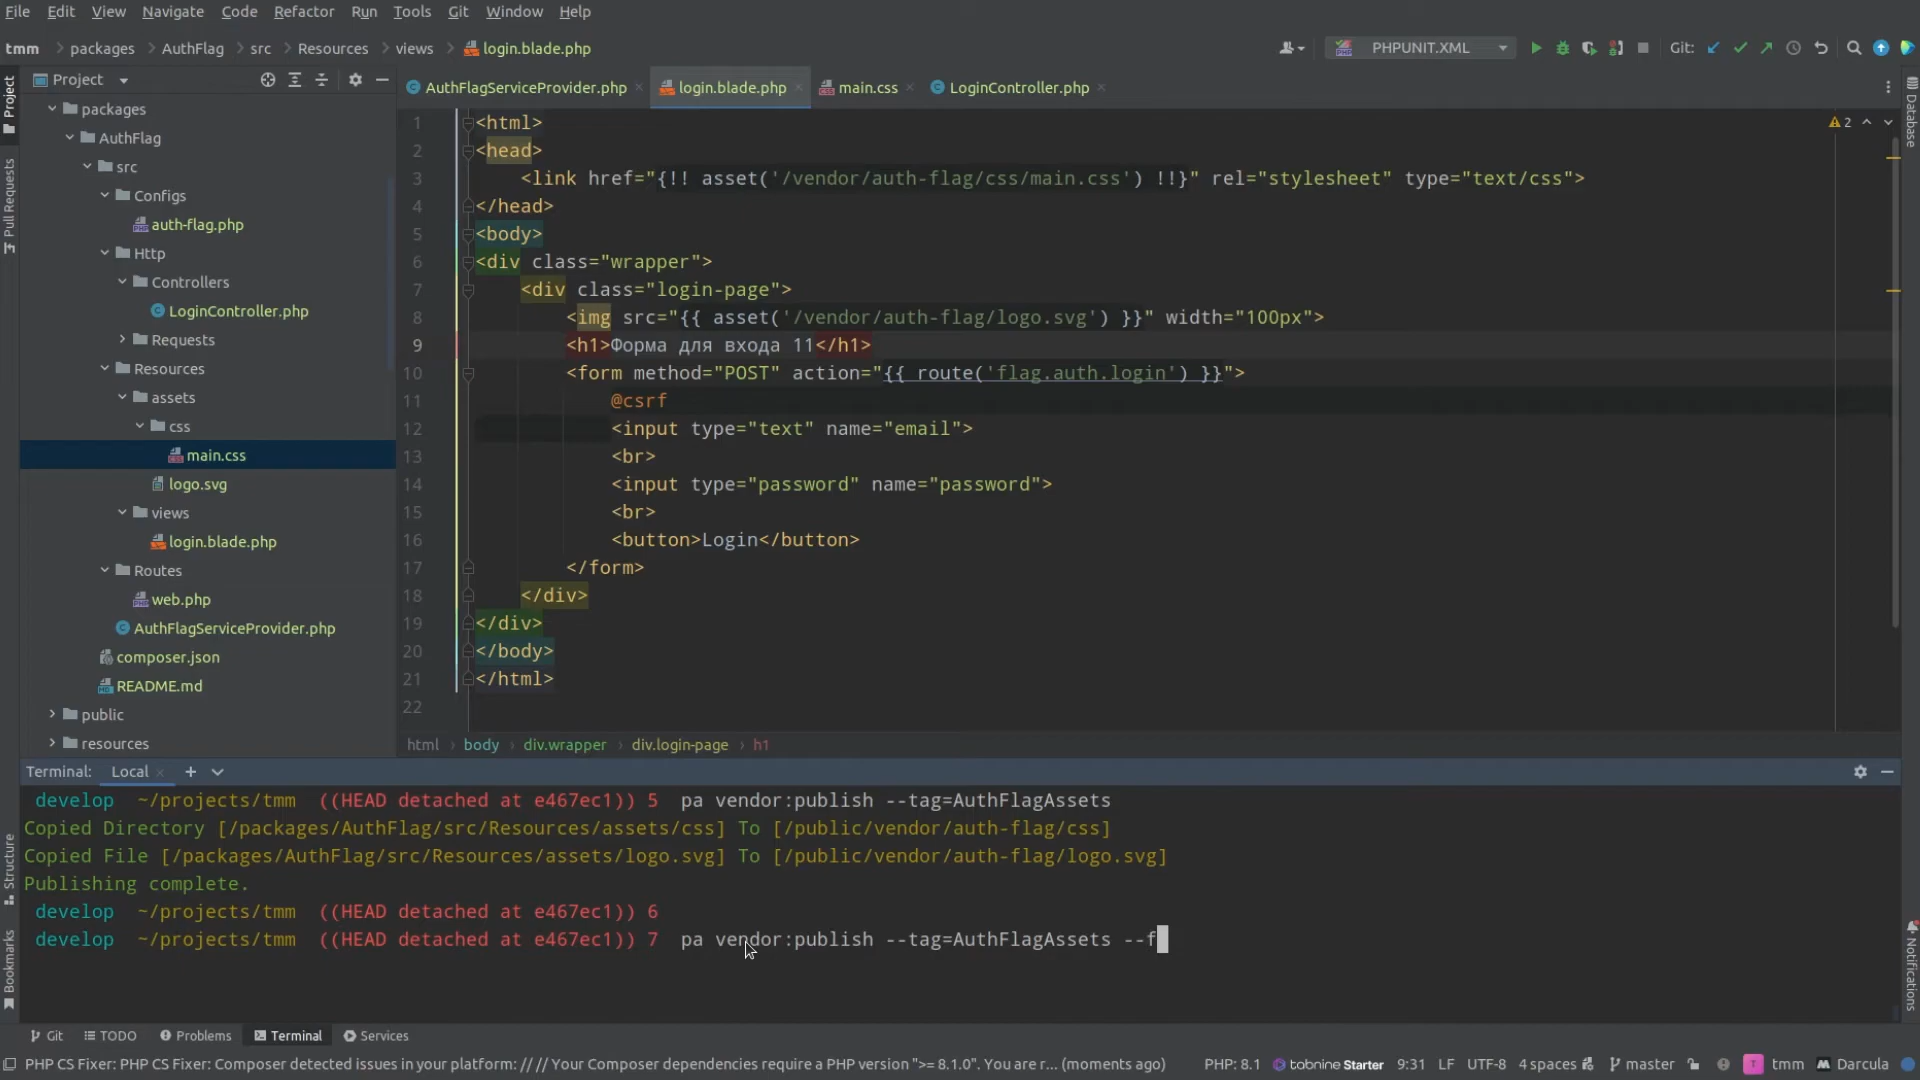 File Edit View Navigate Code Refactor Run Tools Git Window Help
tmm packages AuthFlag src Resources views login.blade.php PHPUNIT.XML Git:
Project
AuthFlagServiceProvider.php login.blade.php main.css LoginController.php
Project
Pull Requests
Structure
Bookmarks
packages
AuthFlag
src
Configs
auth-flag.php
Http
Controllers
LoginController.php
Requests
Resources
assets
css
main.css
logo.svg
views
login.blade.php
Routes
web.php
AuthFlagServiceProvider.php
composer.json
README.md
public
resources
2
1 <html>
2 <head>
3 <link href="{!! asset('/vendor/auth-flag/css/main.css') !!}" rel="stylesheet" type="text/css">
4 </head>
5 <body>
6 <div class="wrapper">
7 <div class="login-page">
8 <img src="{{ asset('/vendor/auth-flag/logo.svg') }}" width="100px">
9 <h1>Форма для входа 11</h1>
10 <form method="POST" action="{{ route('flag.auth.login') }}">
11 @csrf
12 <input type="text" name="email">
13 <br>
14 <input type="password" name="password">
15 <br>
16 <button>Login</button>
17 </form>
18 </div>
19 </div>
20 </body>
21 </html>
22
html body div.wrapper div.login-page h1
Database
Notifications
Terminal: Local
develop ~/projects/tmm ((HEAD detached at e467ec1)) 5 pa vendor:publish --tag=AuthFlagAssets
Copied Directory [/packages/AuthFlag/src/Resources/assets/css] To [/public/vendor/auth-flag/css]
Copied File [/packages/AuthFlag/src/Resources/assets/logo.svg] To [/public/vendor/auth-flag/logo.svg]
Publishing complete.
develop ~/projects/tmm ((HEAD detached at e467ec1)) 6
develop ~/projects/tmm ((HEAD detached at e467ec1)) 7 pa vendor:publish --tag=AuthFlagAssets --f
Git TODO Problems Terminal Services
PHP CS Fixer: PHP CS Fixer: Composer detected issues in your platform: // // Your Composer dependencies require a PHP version ">= 8.1.0". You are r... (moments ago) PHP: 8.1 tabnine Starter 9:31 LF UTF-8 4 spaces master T tmm Darcula